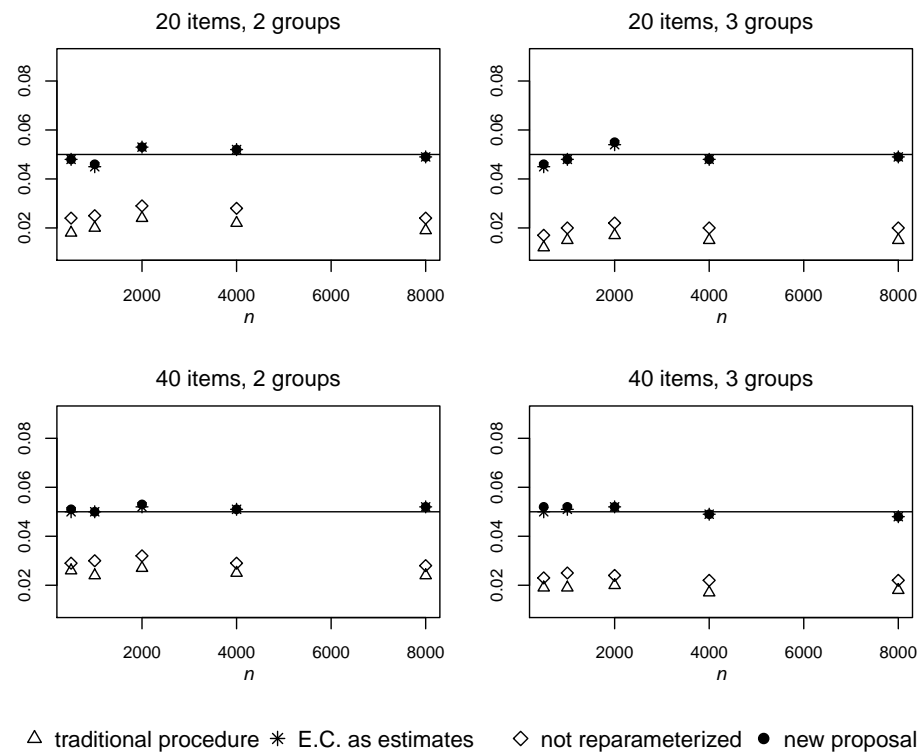 20 items, 2 groups
0.02 0.04 0.06 0.08
2000 4000 6000 8000
n
20 items, 3 groups
0.02 0.04 0.06 0.08
2000 4000 6000 8000
n
40 items, 2 groups
0.02 0.04 0.06 0.08
2000 4000 6000 8000
n
40 items, 3 groups
0.02 0.04 0.06 0.08
2000 4000 6000 8000
n
traditional procedure E.C. as estimates not reparameterized new proposal